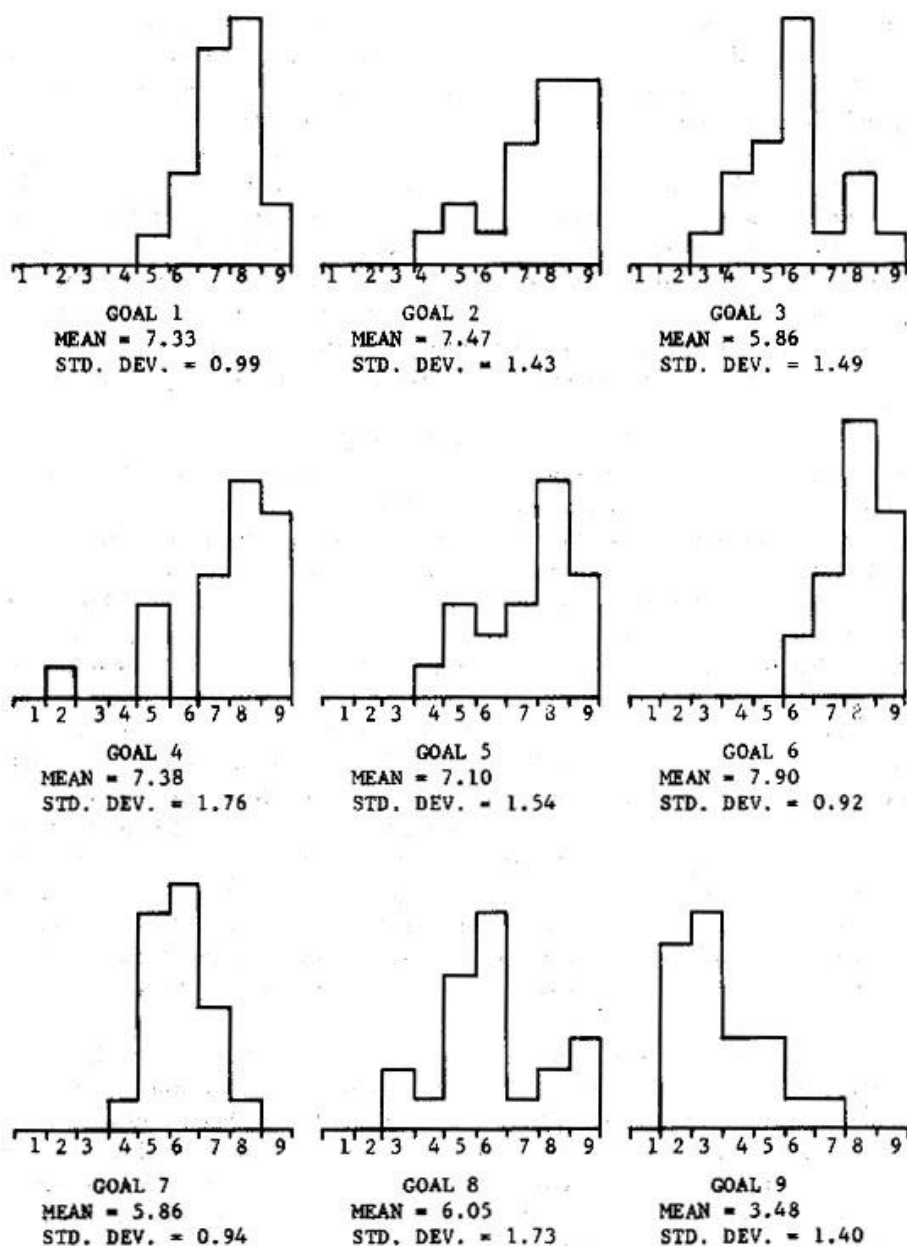 1 2 3 4 5 6 7 8 9
GOAL 1
MEAN = 7.33
STD. DEV. = 0.99
1 2 3 4 5 6 7 8 9
GOAL 2
MEAN = 7.47
STD. DEV. = 1.43
1 2 3 4 5 6 7 8 9
GOAL 3
MEAN = 5.86
STD. DEV. = 1.49
1 2 3 4 5 6 7 8 9
GOAL 4
MEAN = 7.38
STD. DEV. = 1.76
1 2 3 4 5 6 7 8 9
GOAL 5
MEAN = 7.10
STD. DEV. = 1.54
1 2 3 4 5 6 7 8 9
GOAL 6
MEAN = 7.90
STD. DEV. = 0.92
1 2 3 4 5 6 7 8 9
GOAL 7
MEAN = 5.86
STD. DEV. = 0.94
1 2 3 4 5 6 7 8 9
GOAL 8
MEAN = 6.05
STD. DEV. = 1.73
1 2 3 4 5 6 7 8 9
GOAL 9
MEAN = 3.48
STD. DEV. = 1.40